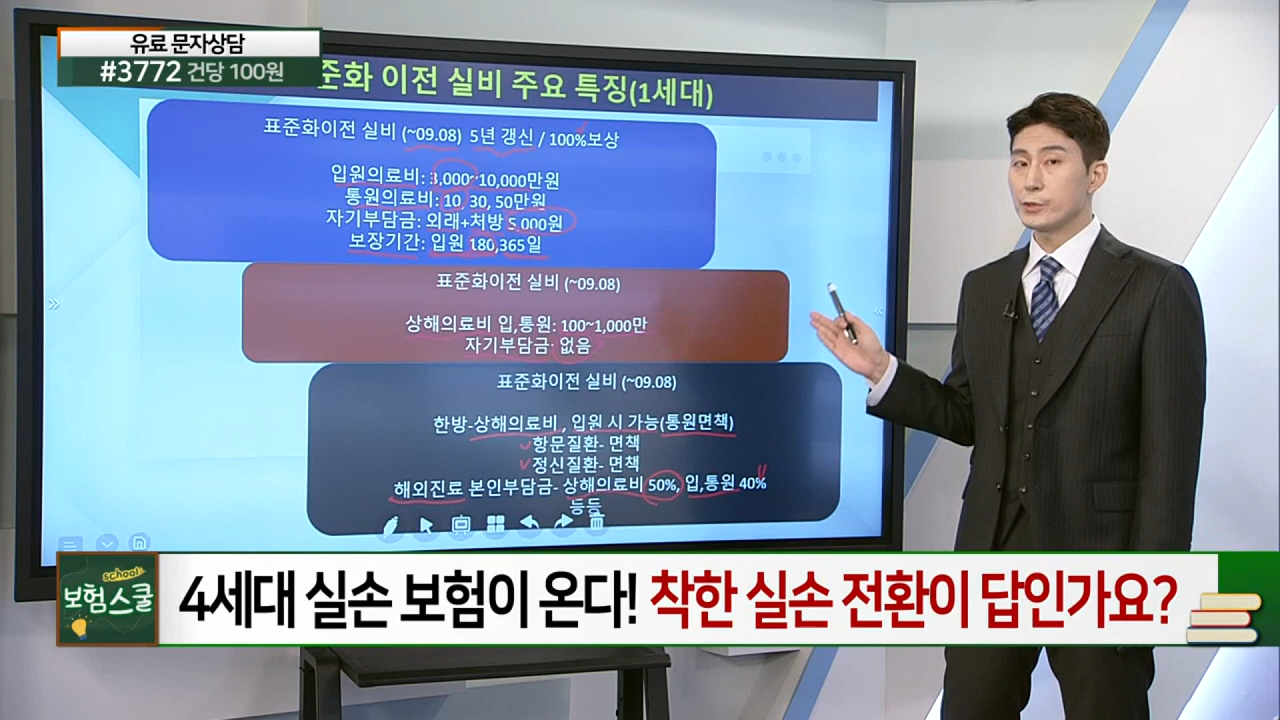 유료 문자상담
#3772 건당 100원
준화 이전 실비 주요 특징(1세대)
표준화이전 실비 (~09.08) 5년 갱신 / 100%보상
입원의료비: 3,000~10,000만원
통원의료비: 10, 30, 50만원
자기부담금: 외래+처방 5,000원
보장기간: 입원 180,365일
표준화이전 실비 (~09.08)
상해의료비 입,통원: 100~1,000만
자기부담금: 없음
표준화이전 실비 (~09.08)
한방-상해의료비, 입원 시 가능(통원면책)
항문질환- 면책
정신질환- 면책
해외진료 본인부담금- 상해의료비 50%, 입,통원 40%
등등
school
보험스쿨
4세대 실손 보험이 온다! 착한 실손 전환이 답인가요?